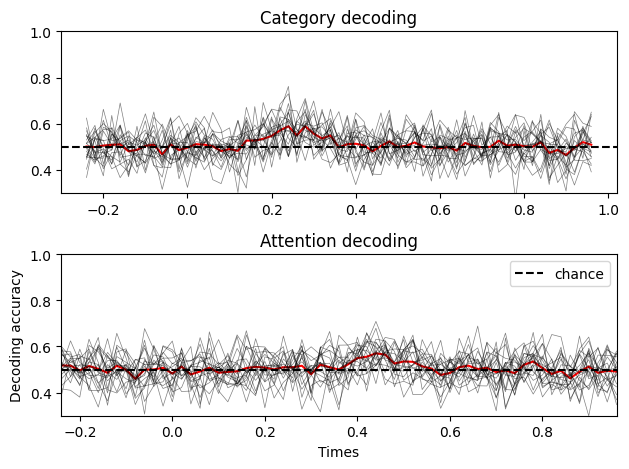 Category decoding
1.0
0.8
0.6
0.4
−0.2 0.0 0.2 0.4 0.6 0.8 1.0
Attention decoding
1.0
0.8
0.6
0.4
Decoding accuracy
chance
−0.2 0.0 0.2 0.4 0.6 0.8
Times